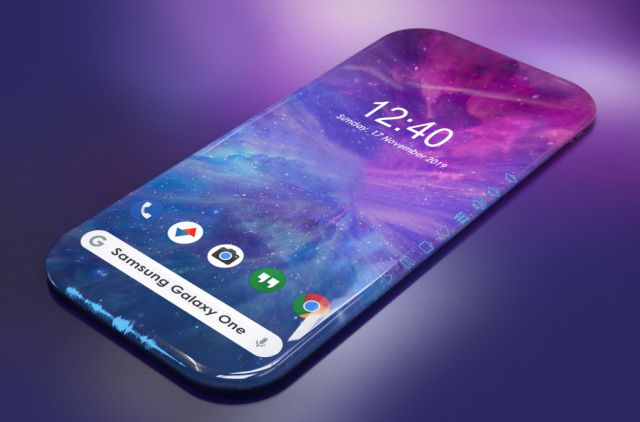 12:40
Sunday, 17 November 2019
G Samsung Galaxy One